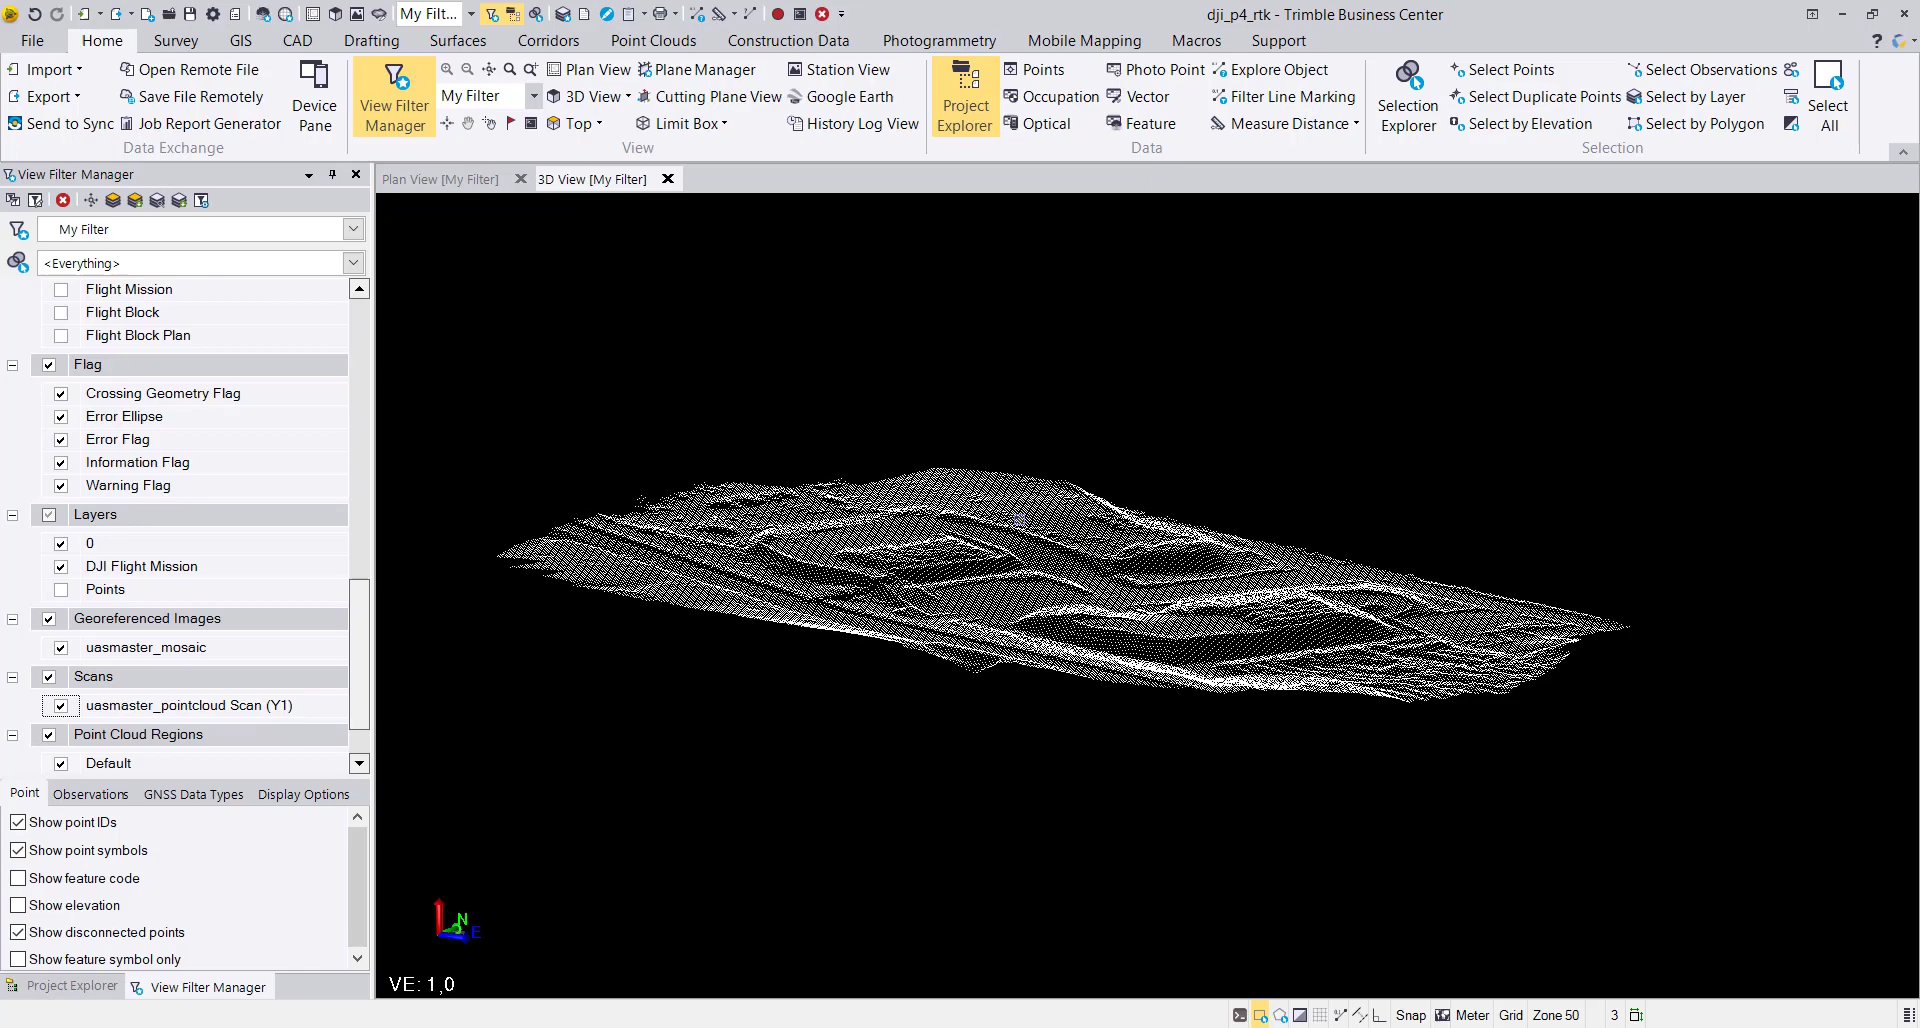 My Filt...
dji_p4_rtk - Trimble Business Center
File Home Survey GIS CAD Drafting Surfaces Corridors Point Clouds Construction Data Photogrammetry Mobile Mapping Macros Support
Import Open Remote File Plan View Plane Manager Station View Points Photo Point Explore Object Select Points Select Observations
Export Save File Remotely My Filter 3D View Cutting Plane View Google Earth Occupation Vector Filter Line Marking Select Duplicate Points Select by Layer
Send to Sync Job Report Generator Top Limit Box History Log View Optical Feature Measure Distance Select by Elevation Select by Polygon
Device Pane
View Filter Manager
Project Explorer
Selection Explorer
Select All
Data Exchange View Data Selection
View Filter Manager
Plan View [My Filter] 3D View [My Filter]
My Filter
<Everything>
Flight Mission
Flight Block
Flight Block Plan
Flag
Crossing Geometry Flag
Error Ellipse
Error Flag
Information Flag
Warning Flag
Layers
0
DJI Flight Mission
Points
Georeferenced Images
uasmaster_mosaic
Scans
uasmaster_pointcloud Scan (Y1)
Point Cloud Regions
Default
Point Observations GNSS Data Types Display Options
Show point IDs
Show point symbols
Show feature code
Show elevation
Show disconnected points
Show feature symbol only
N
E
VE: 1,0
Project Explorer View Filter Manager
Snap Meter Grid Zone 50 3